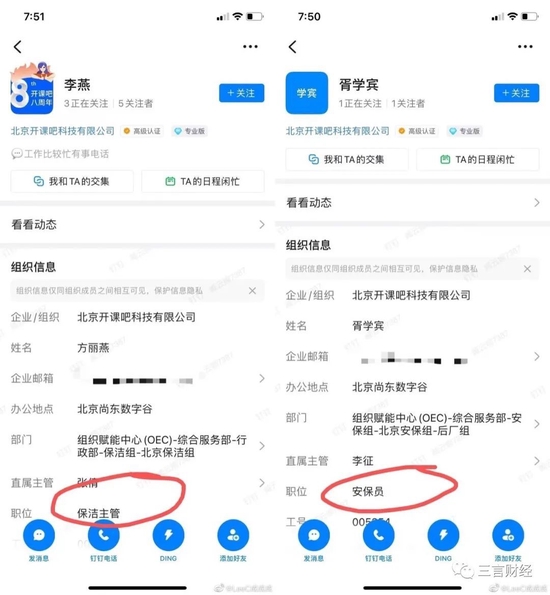 7:51
李燕
3正在关注 5关注者
+关注
8th
开课吧
八周年
北京开课吧科技有限公司 高级认证 专业版
工作比较忙有事电话
我和TA的交集
TA的日程闲忙
看看动态
组织信息
组织信息仅同组织成员之间相互可见，保护信息隐私
企业/组织 北京开课吧科技有限公司
姓名 方丽燕
企业邮箱
办公地点 北京尚东数字谷
部门 组织赋能中心(OEC)-综合服务部-行
政部-保洁组-北京保洁组
直属主管 张倩
职位 保洁主管
发消息
钉钉电话
DING
添加好友
7:50
学宾
胥学宾
1正在关注 1关注者
+关注
北京开课吧科技有限公司 高级认证 专业版
我和TA的交集
TA的日程闲忙
看看动态
组织信息
组织信息仅同组织成员之间相互可见，保护信息隐私
企业/组织 北京开课吧科技有限公司
姓名 胥学宾
企业邮箱
办公地点 北京尚东数字谷
部门 组织赋能中心(OEC)-综合服务部-安
保组-北京安保组-后厂组
直属主管 李征
职位 安保员
工号
发消息
钉钉电话
DING
添加好友
三言财经